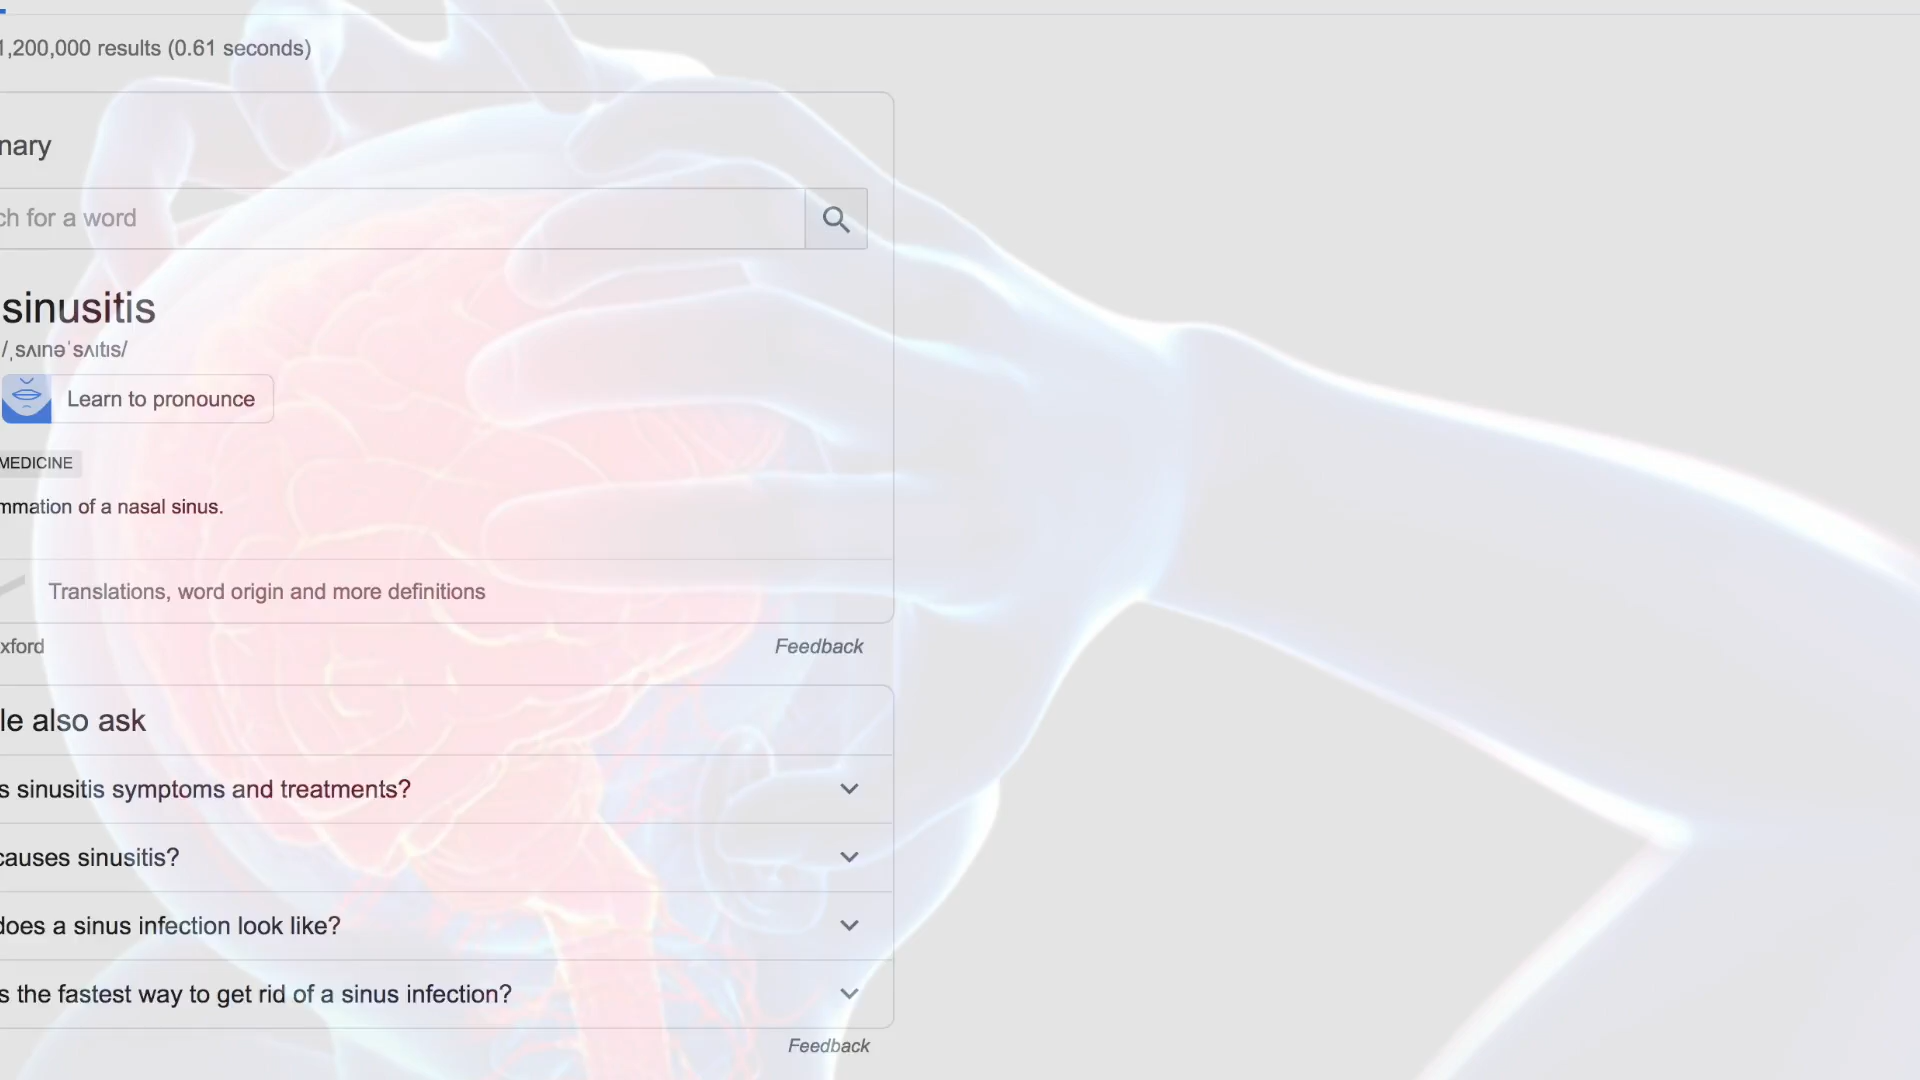 1,200,000 results (0.61 seconds)
nary
ch for a word
sinusitis
/ˌsʌɪnəˈsʌɪtɪs/
Learn to pronounce
MEDICINE
mmation of a nasal sinus.
Translations, word origin and more definitions
xford
Feedback
le also ask
s sinusitis symptoms and treatments?
causes sinusitis?
does a sinus infection look like?
s the fastest way to get rid of a sinus infection?
Feedback